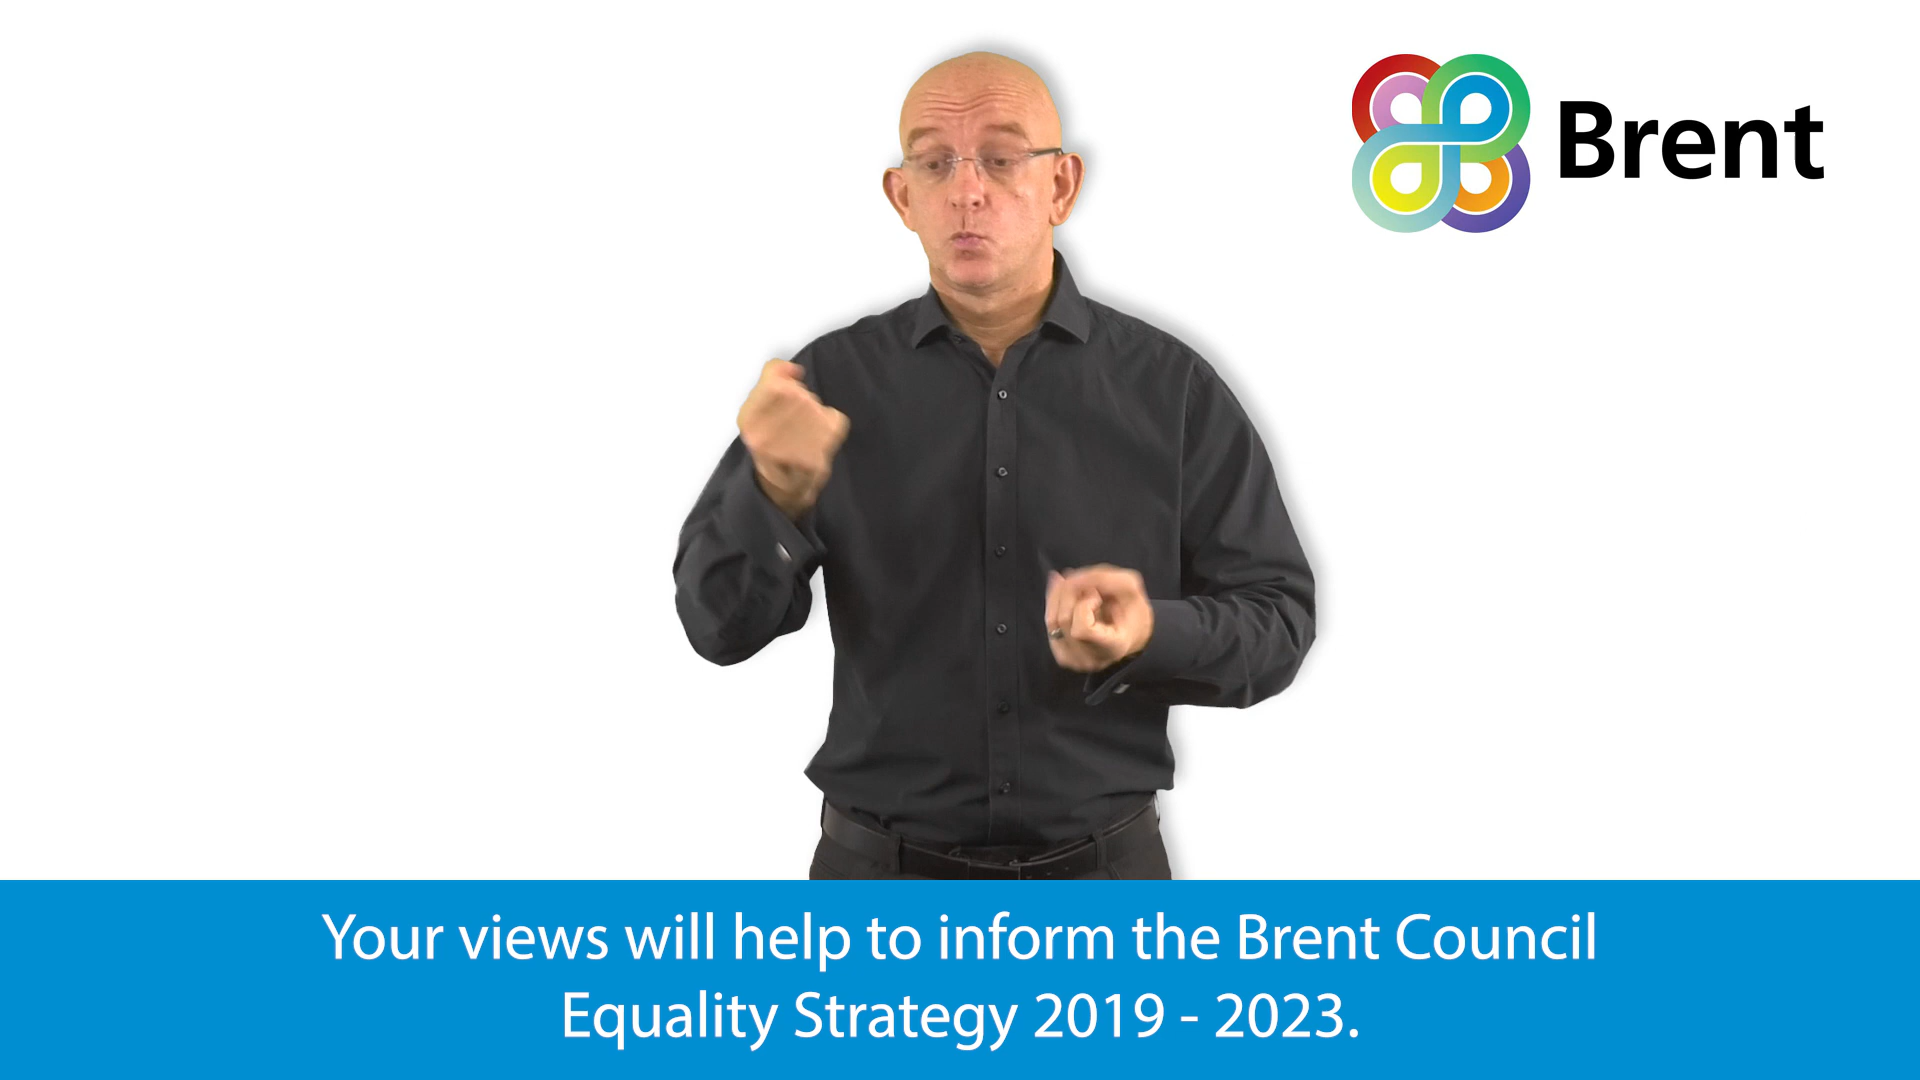 Brent
Your views will help to inform the Brent Council
Equality Strategy 2019 - 2023.